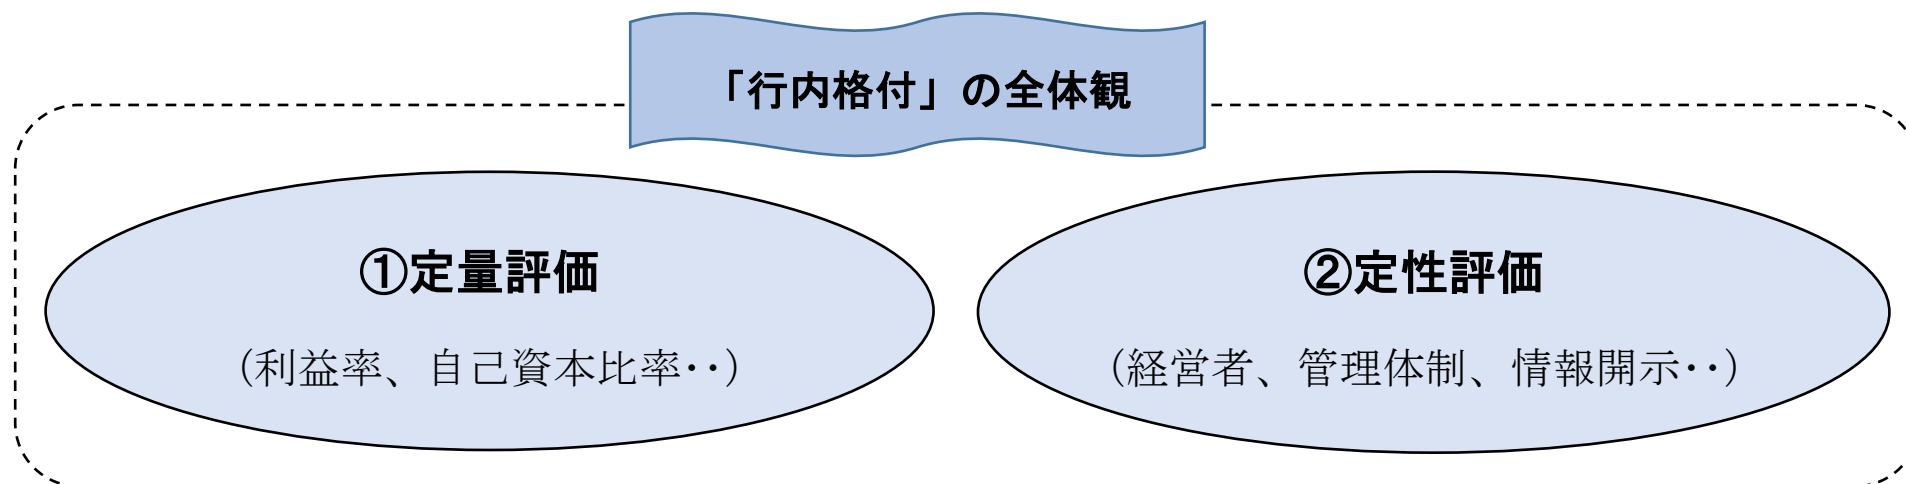 「行内格付」の全体観
①定量評価
（利益率、自己資本比率・・）
②定性評価
（経営者、管理体制、情報開示・・）